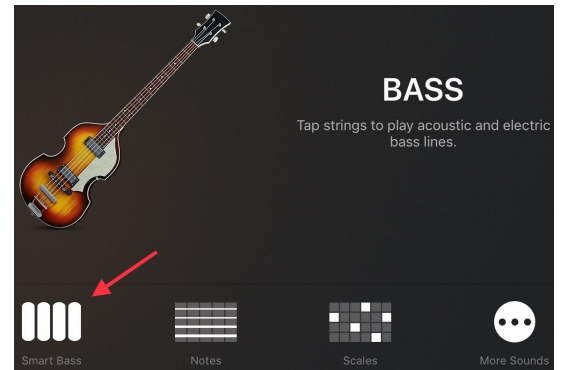 BASS
Tap strings to play acoustic and electric
bass lines.
Smart Bass
Notes
Scales
More Sounds